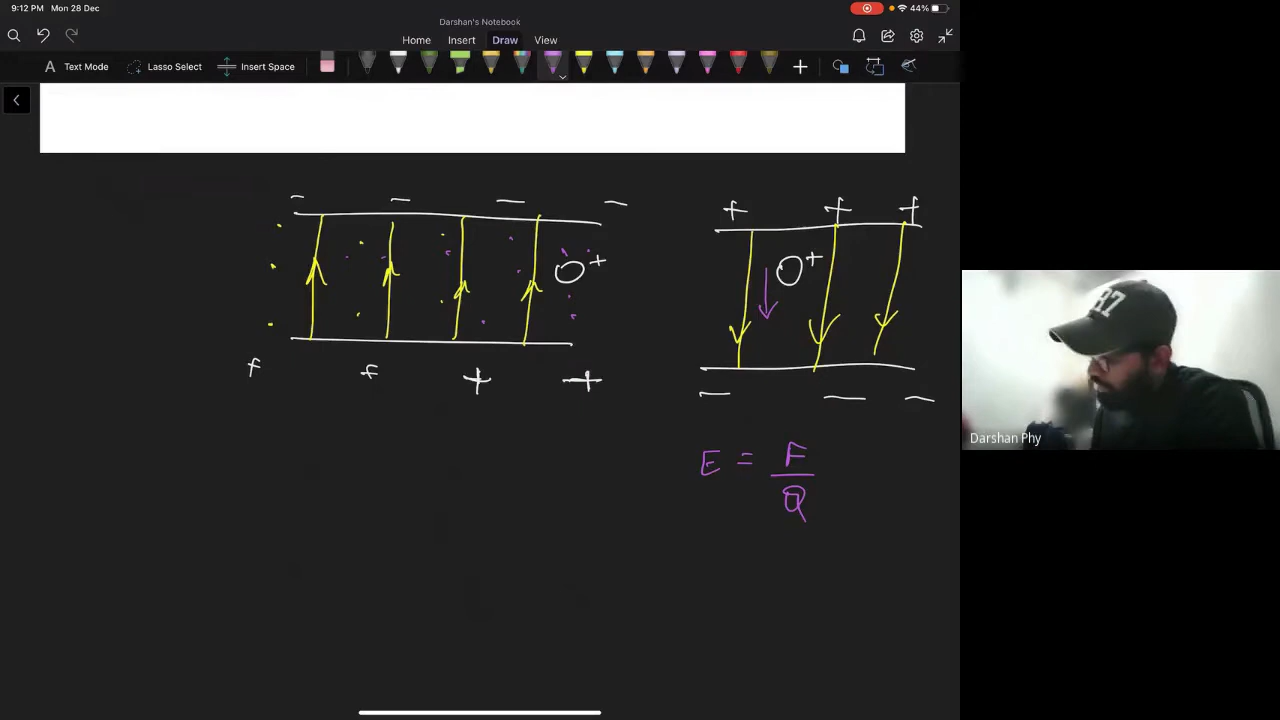 9:12 PM Mon 28 Dec
44%
Darshan's Notebook
Home Insert Draw View
Text Mode Lasso Select Insert Space
- - - -
+ + +
O+
O+
+ + + +
- - -
E = F
Q
87
Darshan Phy